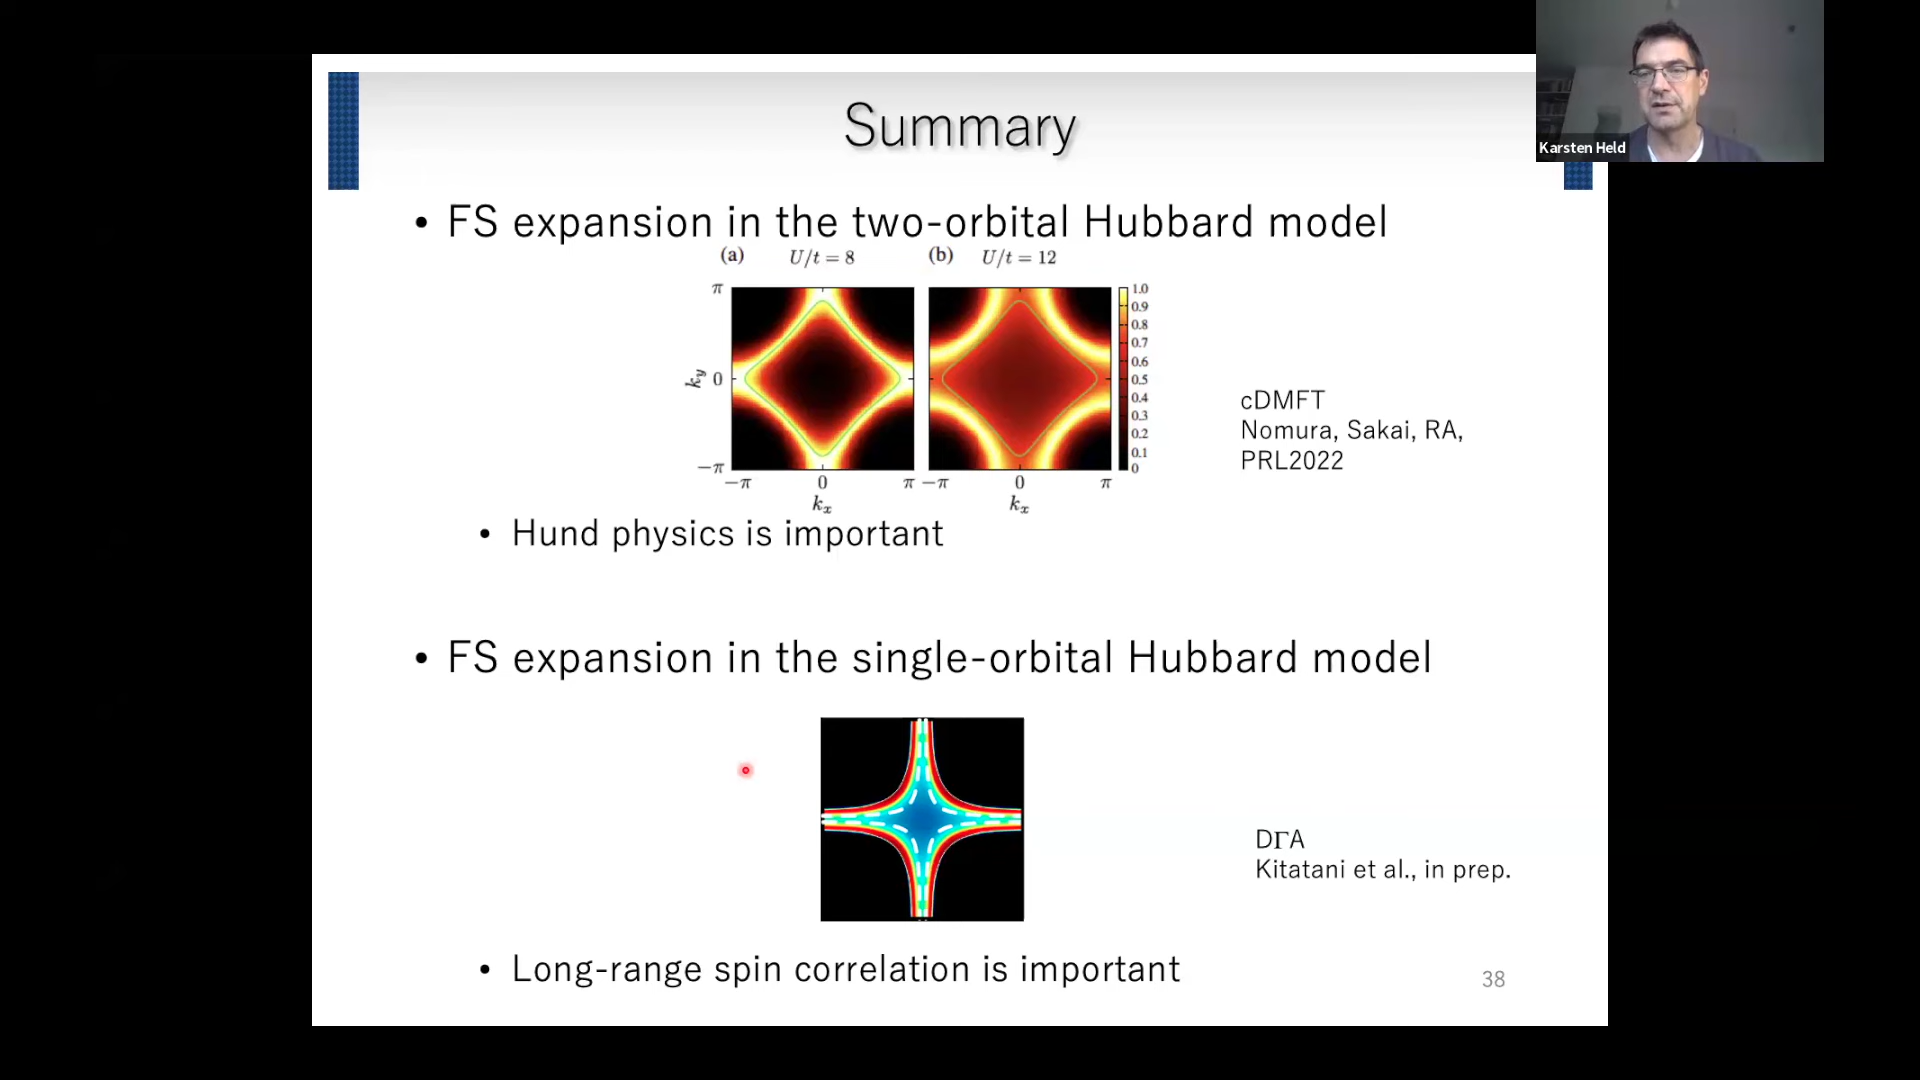 Summary
Karsten Held
• FS expansion in the two-orbital Hubbard model
(a) U/t = 8 (b) U/t = 12
π
k_y 0
−π
−π 0 π −π 0 π
k_x k_x
1.0
0.9
0.8
0.7
0.6
0.5
0.4
0.3
0.2
0.1
0
cDMFT
Nomura, Sakai, RA,
PRL2022
• Hund physics is important
• FS expansion in the single-orbital Hubbard model
DΓA
Kitatani et al., in prep.
• Long-range spin correlation is important
38